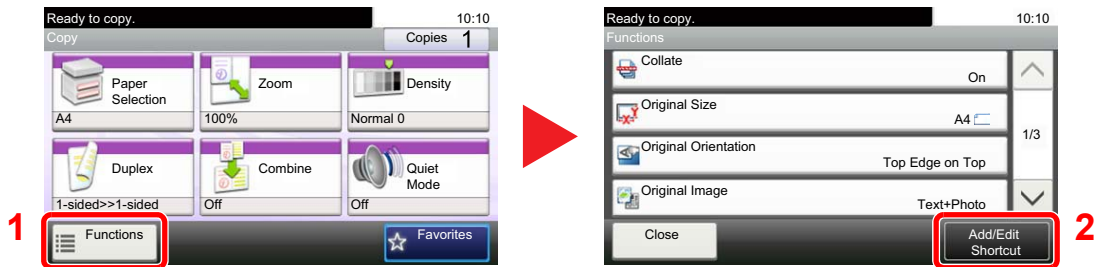 Ready to copy. 10:10
Copy Copies 1
Paper
Selection
A4
Zoom
100%
Density
Normal 0
Duplex
1-sided>>1-sided
Combine
Off
Quiet
Mode
Off
1
Functions
Favorites
Ready to copy. 10:10
Functions
Collate
On
Original Size
A4
1/3
Original Orientation
Top Edge on Top
Original Image
Text+Photo
Close
Add/Edit
Shortcut
2